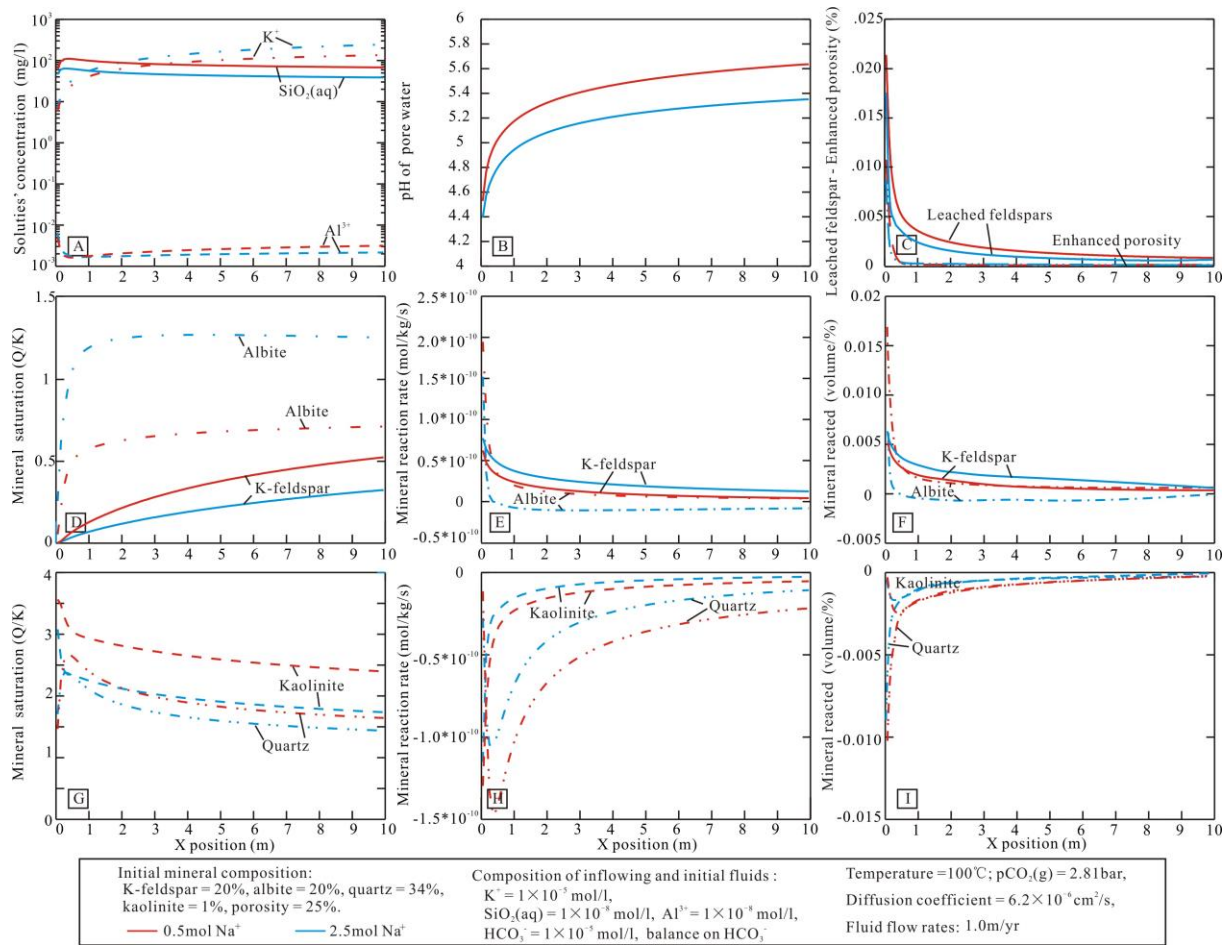 Soluties' concentration (mg/l)
10³
10²
10¹
10⁰
10⁻¹
10⁻²
10⁻³
K⁺
SiO₂(aq)
Al³⁺
A
0 1 2 3 4 5 6 7 8 9 10
pH of pore water
6
5.8
5.6
5.4
5.2
5
4.8
4.6
4.4
4.2
4
B
0 1 2 3 4 5 6 7 8 9 10
Leached feldspar - Enhanced porosity (%)
.025
.020
.015
.010
.005
0
Leached feldspars
Enhanced porosity
C
0 1 2 3 4 5 6 7 8 9 10
Mineral saturation (Q/K)
1.5
1
0.5
0
Albite
Albite
K-feldspar
D
0 1 2 3 4 5 6 7 8 9 10
Mineral reaction rate (mol/kg/s)
2.5*10⁻¹⁰
2.0*10⁻¹⁰
1.5*10⁻¹⁰
1.0*10⁻¹⁰
0.5*10⁻¹⁰
0
-0.5*10⁻¹⁰
K-feldspar
Albite
E
0 1 2 3 4 5 6 7 8 9 10
Mineral reacted (volume/%)
0.02
0.015
0.010
0.005
0
-0.005
K-feldspar
Albite
F
0 1 2 3 4 5 6 7 8 9 10
Mineral saturation (Q/K)
4
3
2
1
0
Kaolinite
Quartz
G
0 1 2 3 4 5 6 7 8 9 10
X position (m)
Mineral reaction rate (mol/kg/s)
0
-0.5*10⁻¹⁰
-1.0*10⁻¹⁰
-1.5*10⁻¹⁰
Kaolinite
Quartz
H
0 1 2 3 4 5 6 7 8 9 10
X position (m)
Mineral reacted (volume/%)
0
-0.005
-0.010
-0.015
Kaolinite
Quartz
I
0 1 2 3 4 5 6 7 8 9 10
X position (m)
Initial mineral composition:
K-feldspar = 20%, albite = 20%, quartz = 34%,
kaolinite = 1%, porosity = 25%.
0.5mol Na⁺ 2.5mol Na⁺
Composition of inflowing and initial fluids :
K⁺ = 1×10⁻⁵ mol/l,
SiO₂(aq) = 1×10⁻⁸ mol/l, Al³⁺ = 1×10⁻⁸ mol/l,
HCO₃⁻ = 1×10⁻⁵ mol/l, balance on HCO₃⁻
Temperature =100℃; pCO₂(g) = 2.81bar,
Diffusion coefficient = 6.2×10⁻⁶ cm²/s,
Fluid flow rates: 1.0m/yr